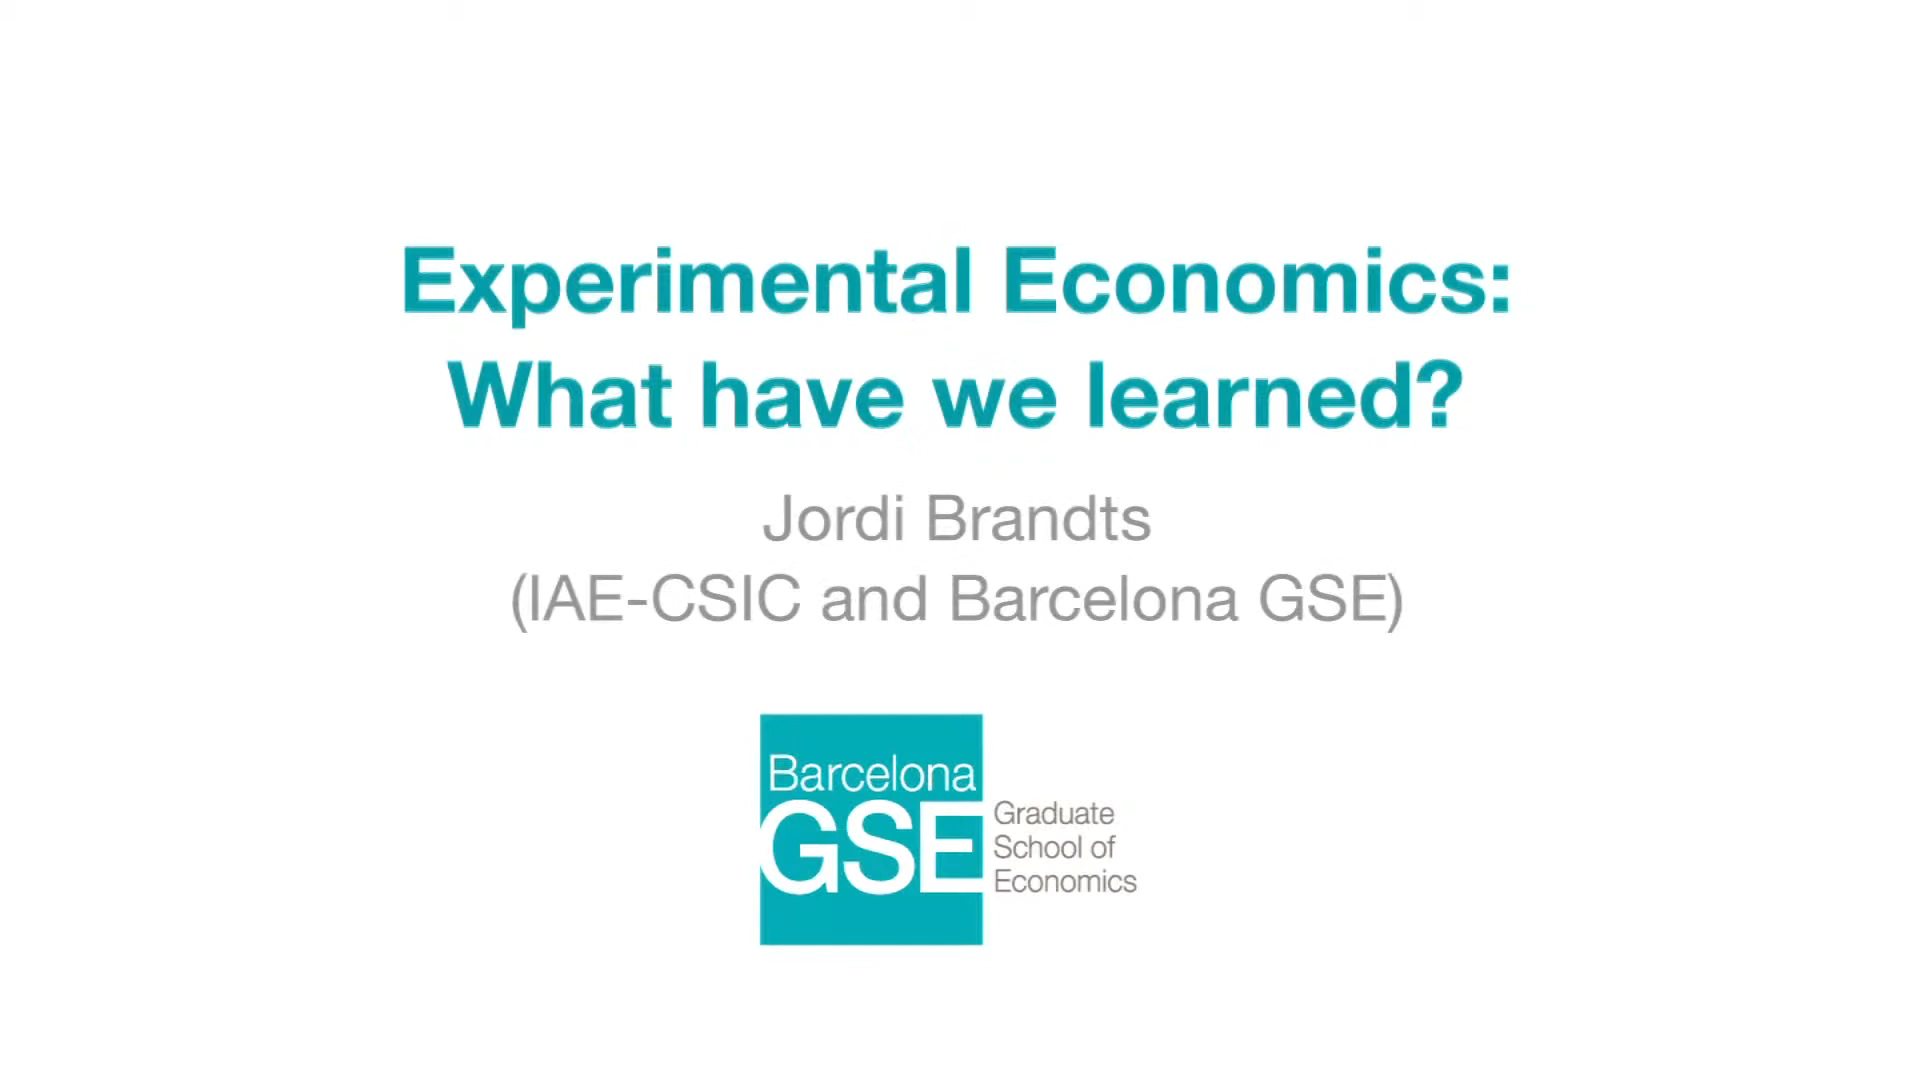 Experimental Economics:
What have we learned?
Jordi Brandts
(IAE-CSIC and Barcelona GSE)
Barcelona
GSE
Graduate
School of
Economics